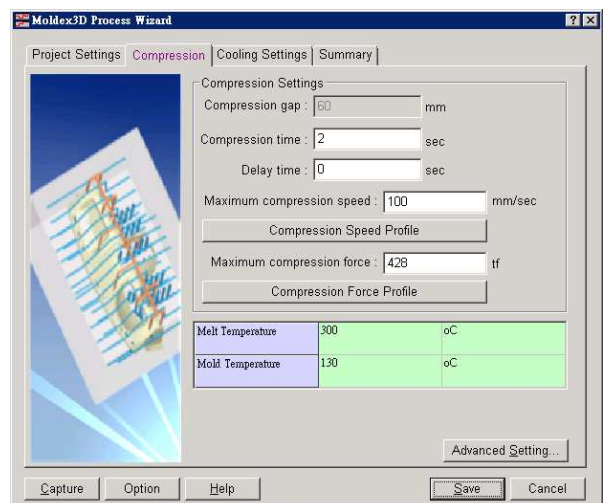 Moldex3D Process Wizard
Project Settings Compression Cooling Settings Summary
Compression Settings
Compression gap : 60 mm
Compression time : 2 sec
Delay time : 0 sec
Maximum compression speed : 100 mm/sec
Compression Speed Profile
Maximum compression force : 428 tf
Compression Force Profile
Melt Temperature 300 oC
Mold Temperature 130 oC
Advanced Setting...
Capture Option Help Save Cancel